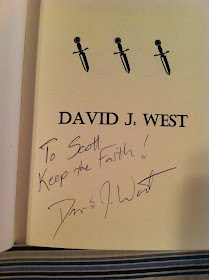 DAVID J. WEST
To Scott
Keep the Faith!
David J. West